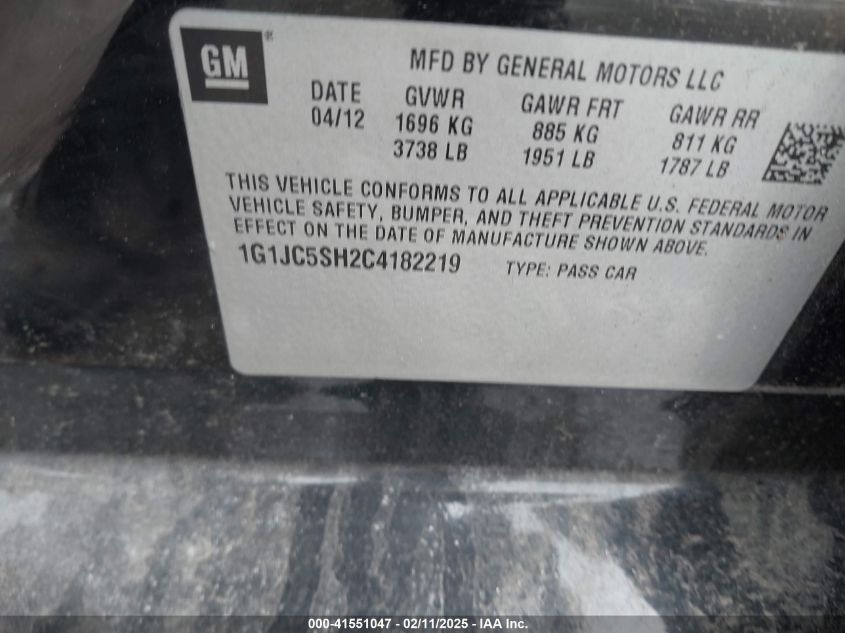 GM®
MFD BY GENERAL MOTORS LLC
DATE GVWR GAWR FRT GAWR RR
04/12 1696 KG 885 KG 811 KG
3738 LB 1951 LB 1787 LB
THIS VEHICLE CONFORMS TO ALL APPLICABLE U.S. FEDERAL MOTOR
VEHICLE SAFETY, BUMPER, AND THEFT PREVENTION STANDARDS IN
EFFECT ON THE DATE OF MANUFACTURE SHOWN ABOVE.
1G1JC5SH2C4182219 TYPE: PASS CAR
000-41551047 - 02/11/2025 - IAA Inc.